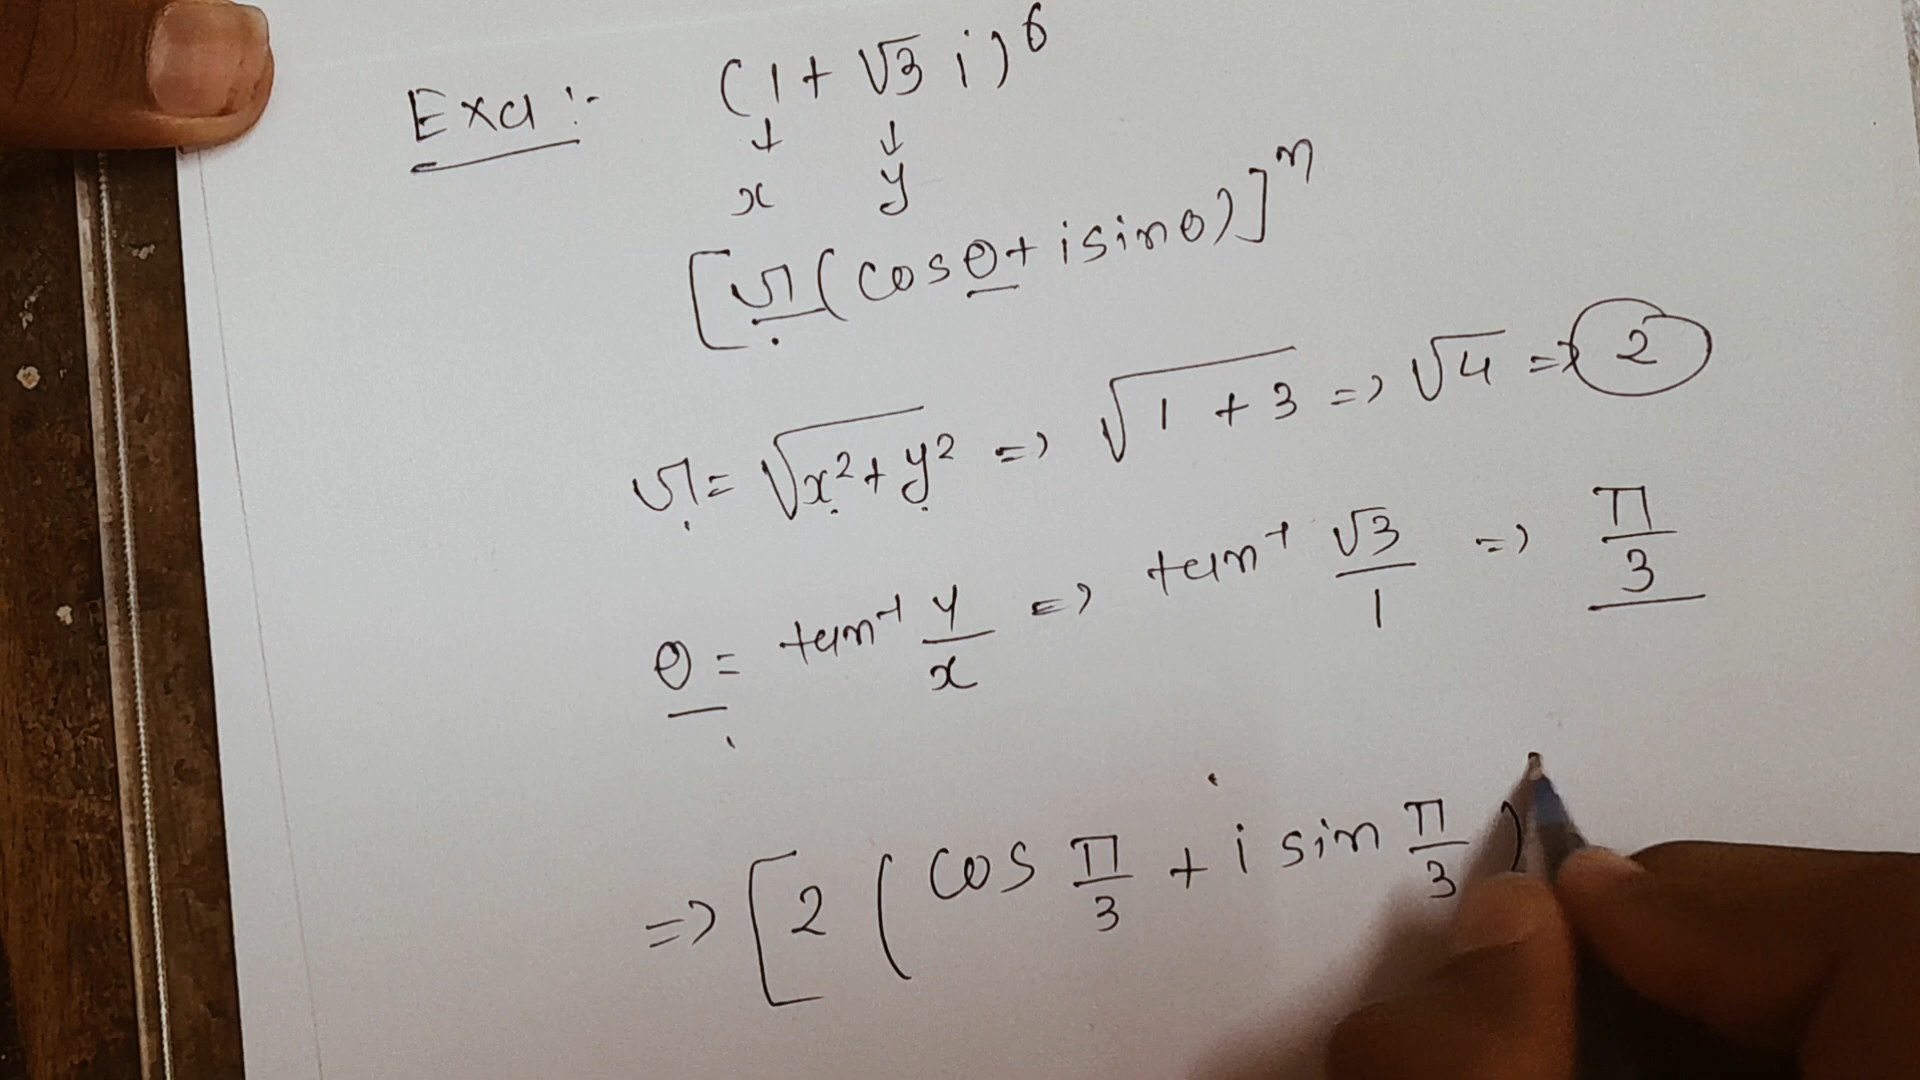 Exa :- (1 + √3 i)^6
↓ ↓
x y
[r(cosθ + i sinθ)]^n
r = √(x² + y²) => √(1 + 3) => √4 => 2
θ = tan⁻¹ y/x => tan⁻¹ √3/1 => π/3
=> [2 (cos π/3 + i sin π/3)